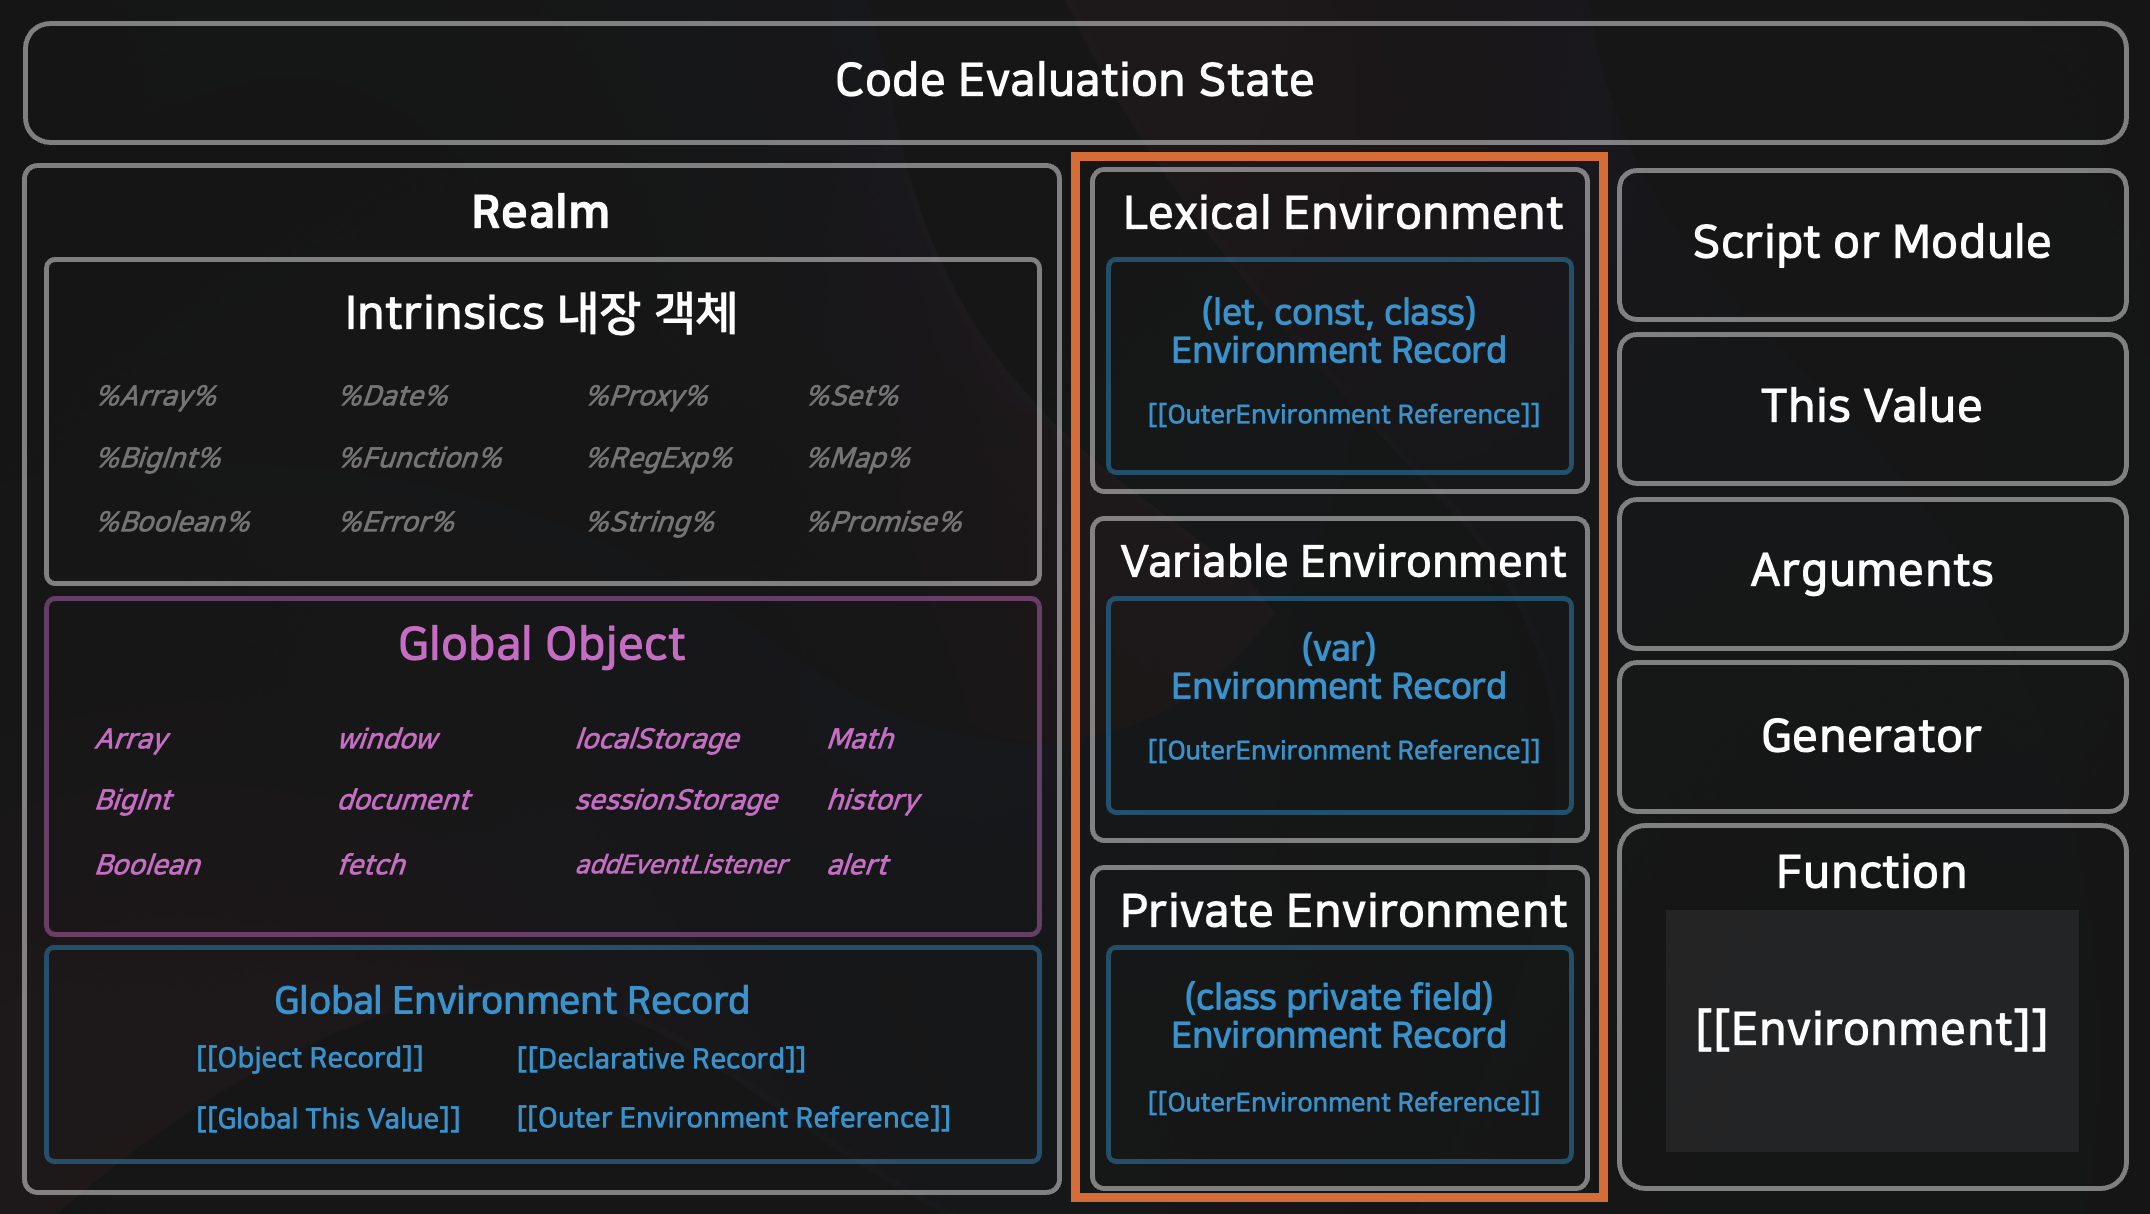 Code Evaluation State
Realm
Intrinsics 내장 객체
%Array% %Date% %Proxy% %Set%
%BigInt% %Function% %RegExp% %Map%
%Boolean% %Error% %String% %Promise%
Global Object
Array window localStorage Math
BigInt document sessionStorage history
Boolean fetch addEventListener alert
Global Environment Record
[[Object Record]] [[Declarative Record]]
[[Global This Value]] [[Outer Environment Reference]]
Lexical Environment
(let, const, class)
Environment Record
[[OuterEnvironment Reference]]
Variable Environment
(var)
Environment Record
[[OuterEnvironment Reference]]
Private Environment
(class private field)
Environment Record
[[OuterEnvironment Reference]]
Script or Module
This Value
Arguments
Generator
Function
[[Environment]]